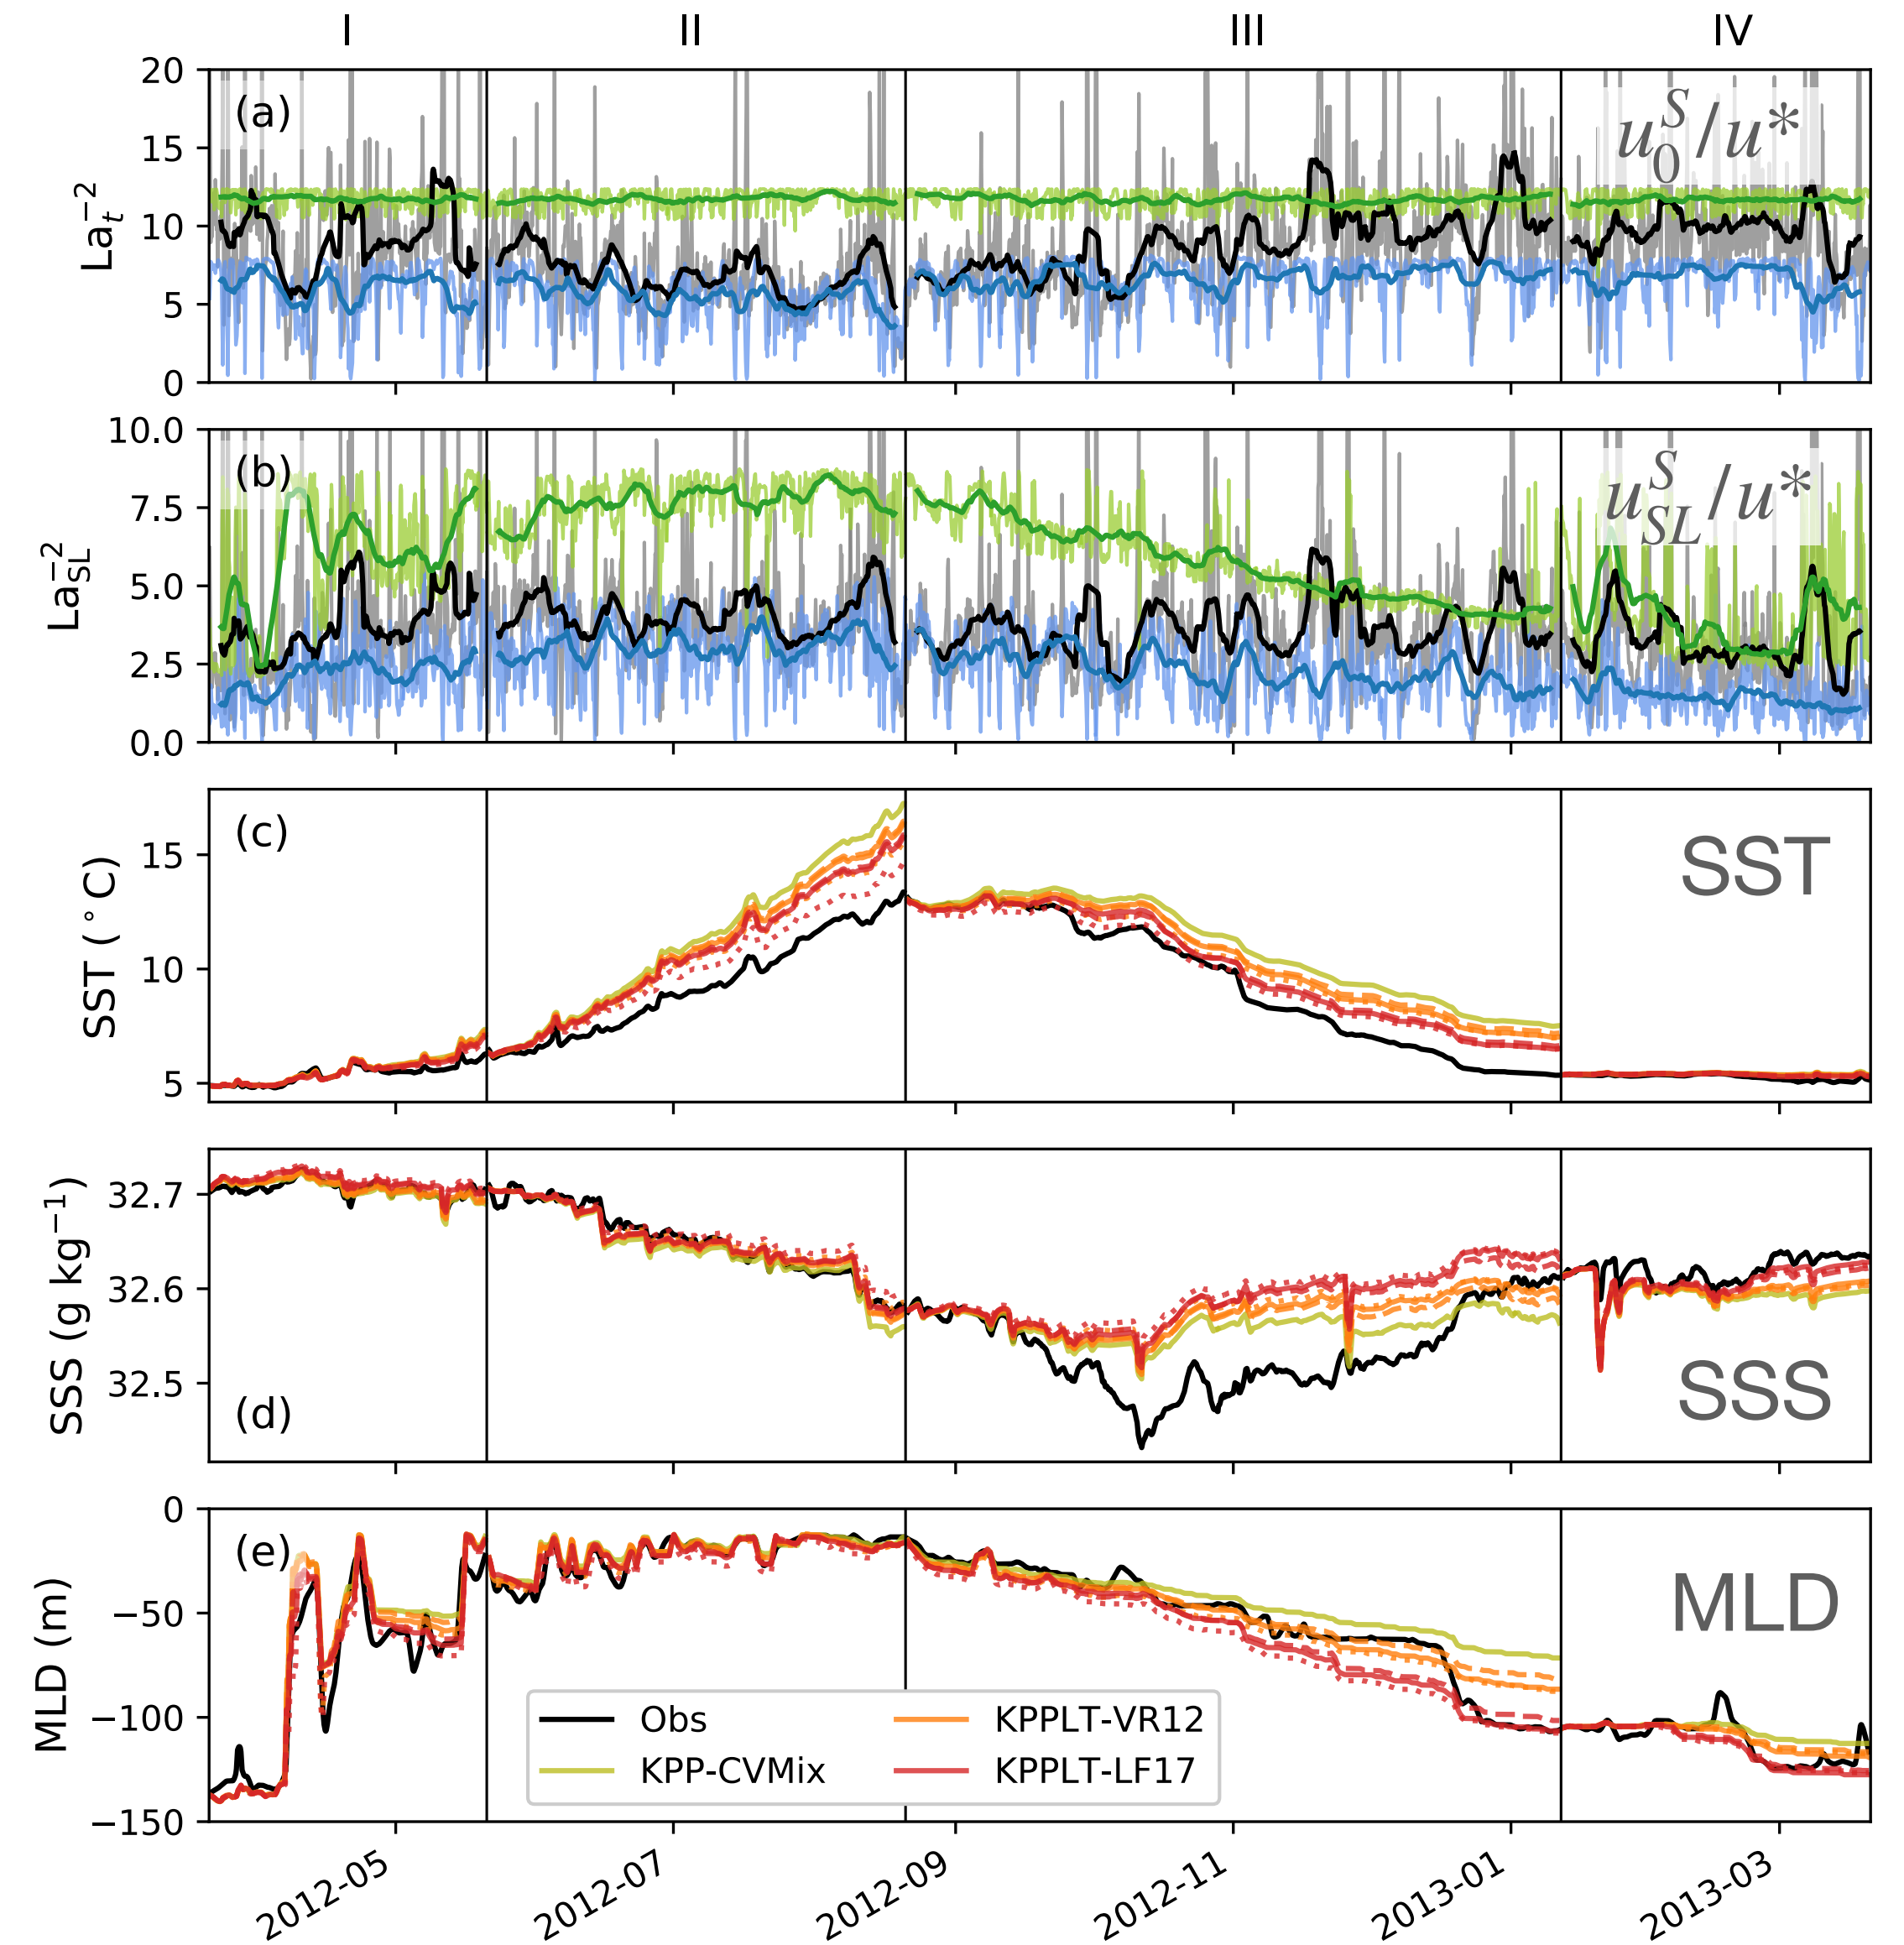 I II III IV
20
15
10
5
0
La_t^{-2}
(a)
u_0^S/u*
10.0
7.5
5.0
2.5
0.0
La_{SL}^{-2}
(b)
u_{SL}^S/u*
15
10
5
SST (°C)
(c)
SST
32.7
32.6
32.5
SSS (g kg⁻¹)
(d)
SSS
0
−50
−100
−150
MLD (m)
(e)
MLD
Obs
KPP-CVMix
KPPLT-VR12
KPPLT-LF17
2012-05
2012-07
2012-09
2012-11
2013-01
2013-03